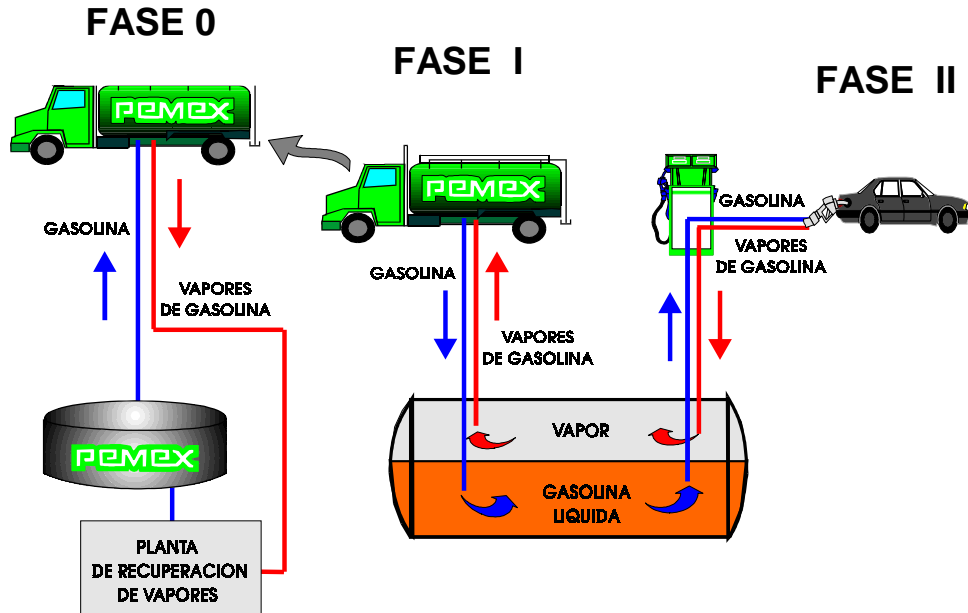 FASE 0
PEMEX
GASOLINA
VAPORES
DE GASOLINA
PEMEX
PLANTA
DE RECUPERACION
DE VAPORES
FASE I
PEMEX
GASOLINA
VAPORES
DE GASOLINA
VAPOR
GASOLINA
LIQUIDA
FASE II
GASOLINA
VAPORES
DE GASOLINA